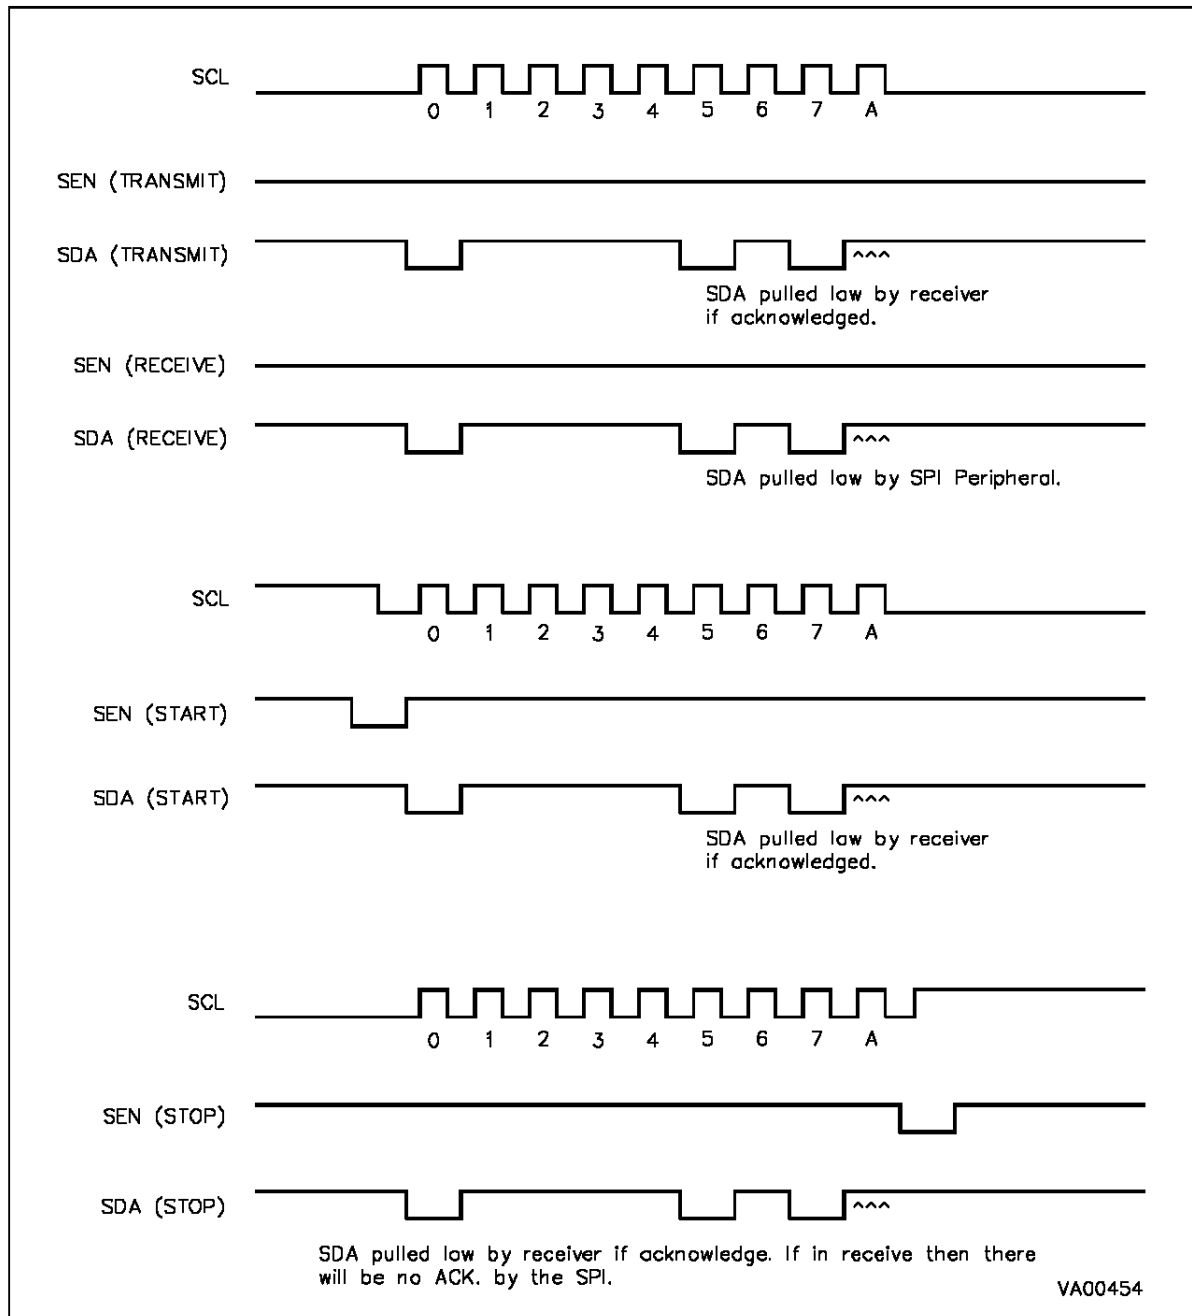 SCL
0 1 2 3 4 5 6 7 A
SEN (TRANSMIT)
SDA (TRANSMIT)
^^^
SDA pulled low by receiver
if acknowledged.
SEN (RECEIVE)
SDA (RECEIVE)
^^^
SDA pulled low by SPI Peripheral.
SCL
0 1 2 3 4 5 6 7 A
SEN (START)
SDA (START)
^^^
SDA pulled low by receiver
if acknowledged.
SCL
0 1 2 3 4 5 6 7 A
SEN (STOP)
SDA (STOP)
^^^
SDA pulled low by receiver if acknowledge. If in receive then there
will be no ACK. by the SPI.
VA00454